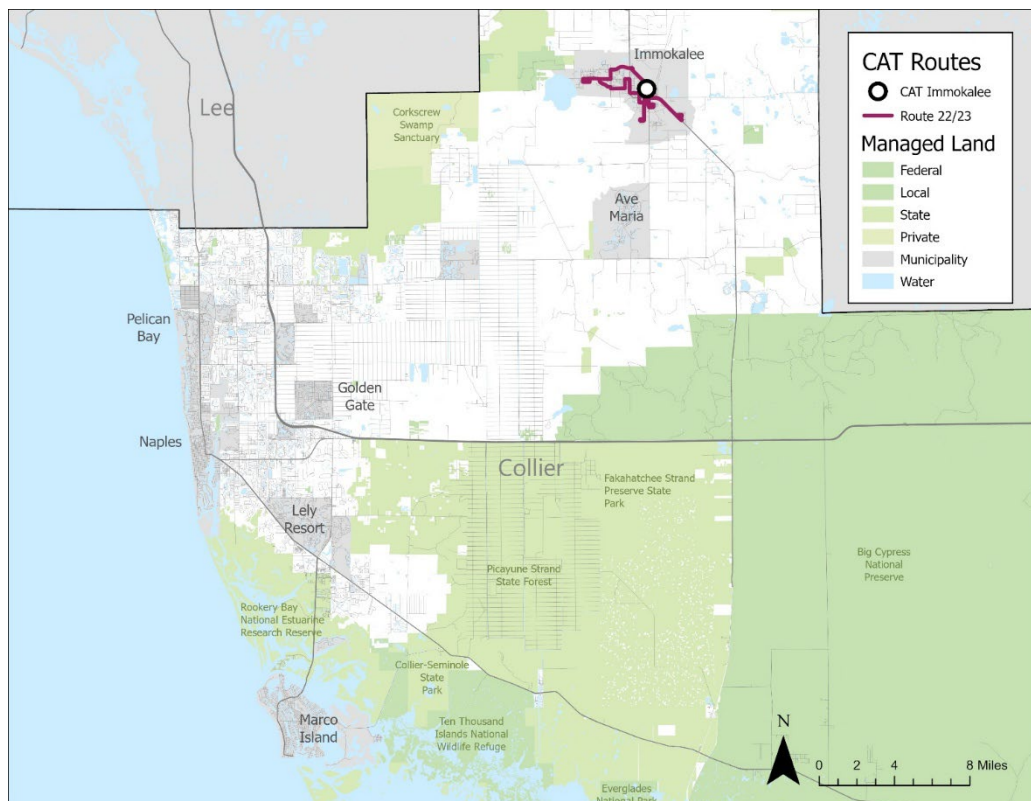 Immokalee
Lee
Corkscrew
Swamp
Sanctuary
Ave
Maria
Pelican
Bay
Golden
Gate
Naples
Collier
Fakahatchee Strand
Preserve State
Park
Lely
Resort
Big Cypress
National
Preserve
Picayune Strand
State Forest
Rookery Bay
National Estuarine
Research Reserve
Collier-Seminole
State
Park
Marco
Island
Ten Thousand
Islands National
Wildlife Refuge
Everglades
National Park
CAT Routes
CAT Immokalee
Route 22/23
Managed Land
Federal
Local
State
Private
Municipality
Water
N
0 2 4 8 Miles